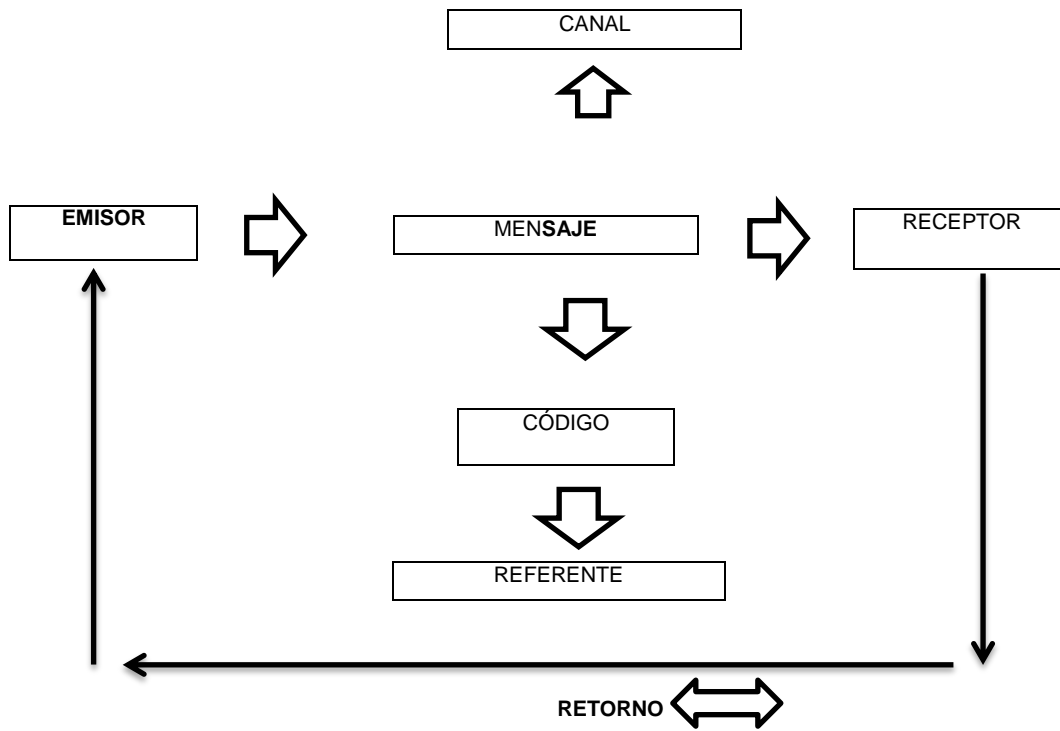 CANAL
EMISOR
MENSAJE
RECEPTOR
CÓDIGO
REFERENTE
RETORNO